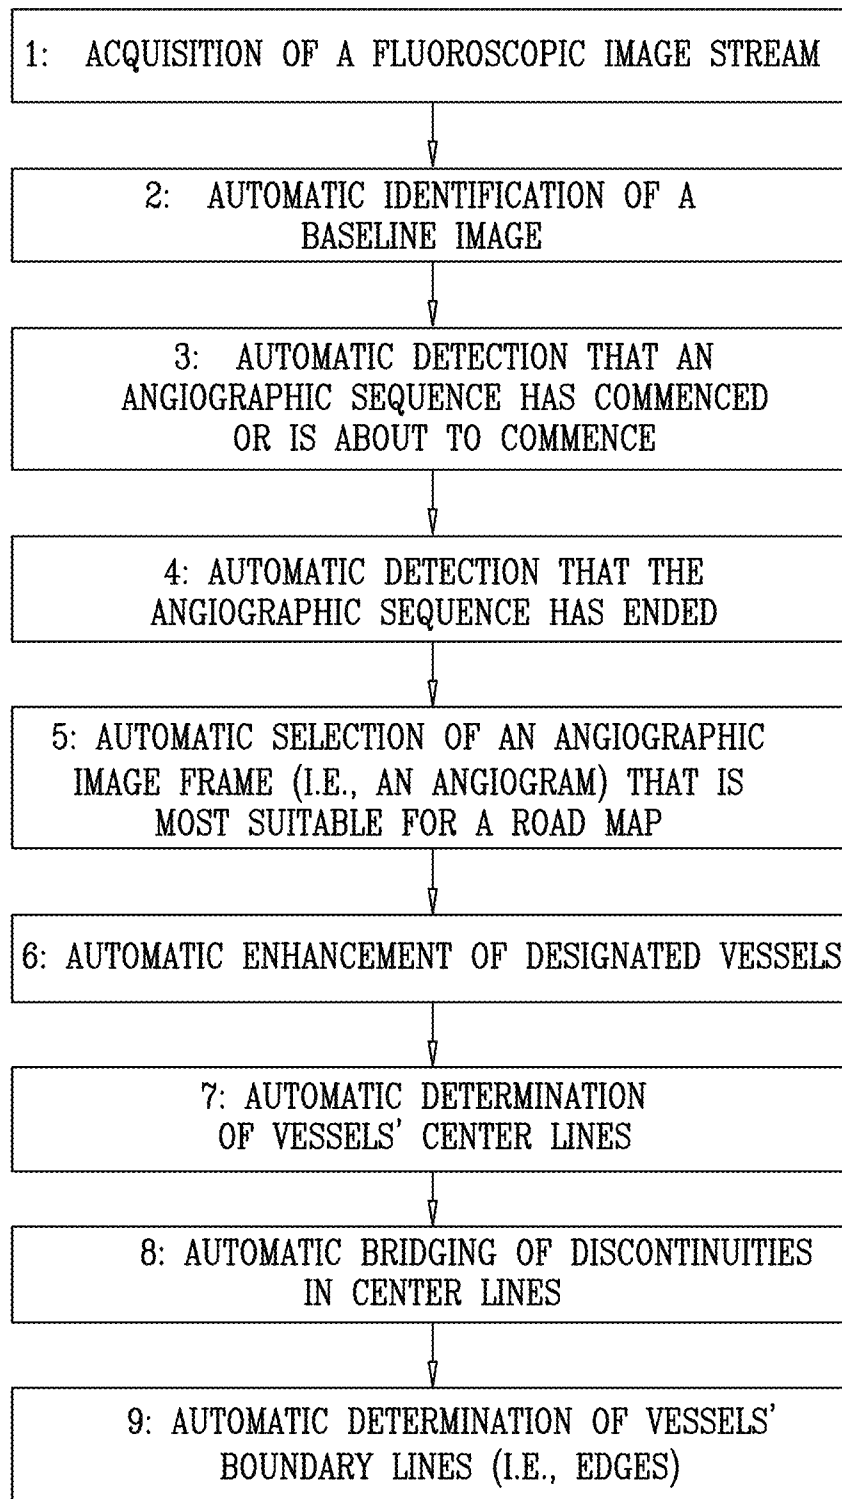 1: ACQUISITION OF A FLUOROSCOPIC IMAGE STREAM
2: AUTOMATIC IDENTIFICATION OF A
BASELINE IMAGE
3: AUTOMATIC DETECTION THAT AN
ANGIOGRAPHIC SEQUENCE HAS COMMENCED
OR IS ABOUT TO COMMENCE
4: AUTOMATIC DETECTION THAT THE
ANGIOGRAPHIC SEQUENCE HAS ENDED
5: AUTOMATIC SELECTION OF AN ANGIOGRAPHIC
IMAGE FRAME (I.E., AN ANGIOGRAM) THAT IS
MOST SUITABLE FOR A ROAD MAP
6: AUTOMATIC ENHANCEMENT OF DESIGNATED VESSELS
7: AUTOMATIC DETERMINATION
OF VESSELS' CENTER LINES
8: AUTOMATIC BRIDGING OF DISCONTINUITIES
IN CENTER LINES
9: AUTOMATIC DETERMINATION OF VESSELS'
BOUNDARY LINES (I.E., EDGES)